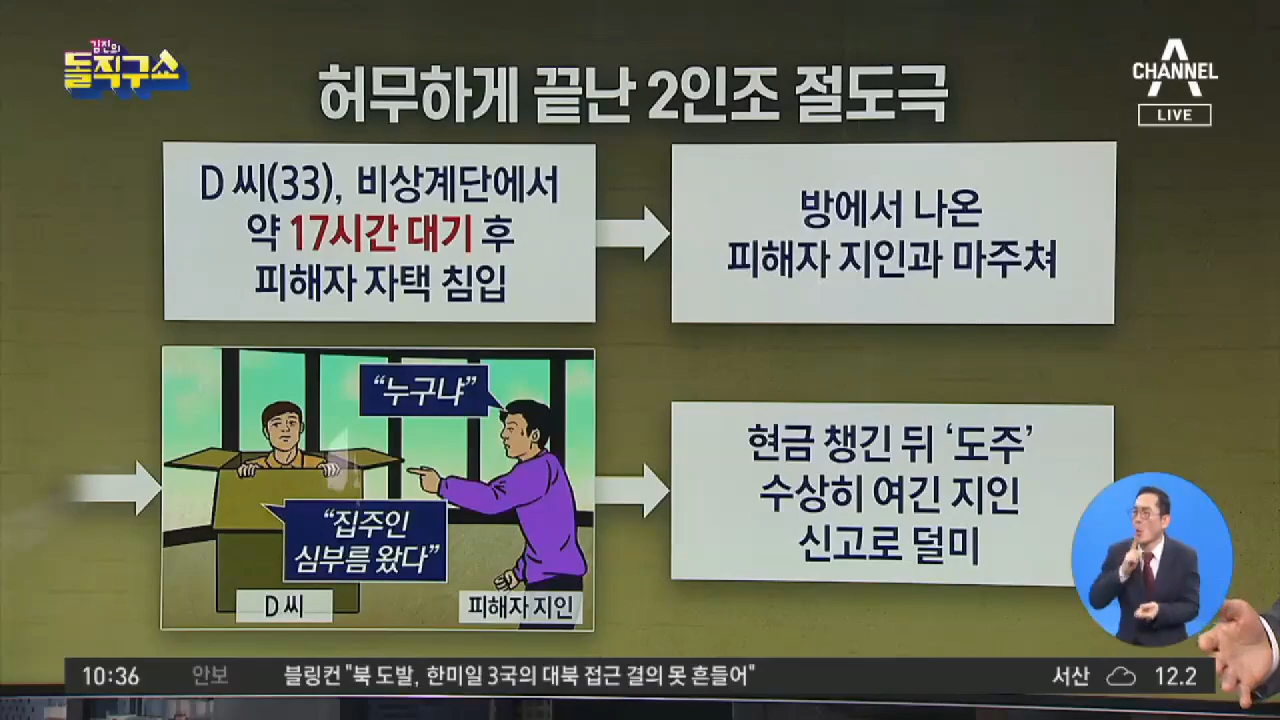 김진의
돌직구쇼
CHANNEL A
LIVE
허무하게 끝난 2인조 절도극
D 씨(33), 비상계단에서
약 17시간 대기 후
피해자 자택 침입
방에서 나온
피해자 지인과 마주쳐
“누구냐”
“집주인
심부름 왔다”
D 씨
피해자 지인
현금 챙긴 뒤 ‘도주’
수상히 여긴 지인
신고로 덜미
10:36 안보 블링컨 "북 도발, 한미일 3국의 대북 접근 결의 못 흔들어" 서산 12.2